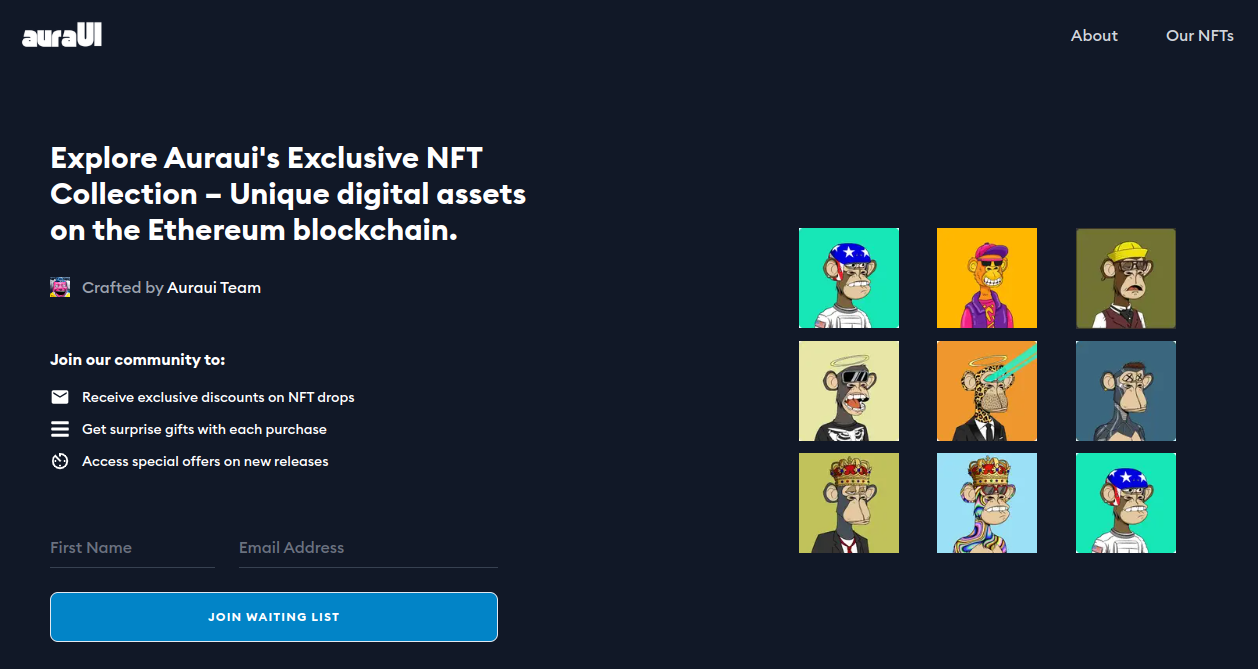 auraUI
About
Our NFTs
Explore Auraui's Exclusive NFT
Collection – Unique digital assets
on the Ethereum blockchain.
Crafted by Auraui Team
Join our community to:
Receive exclusive discounts on NFT drops
Get surprise gifts with each purchase
Access special offers on new releases
First Name
Email Address
JOIN WAITING LIST